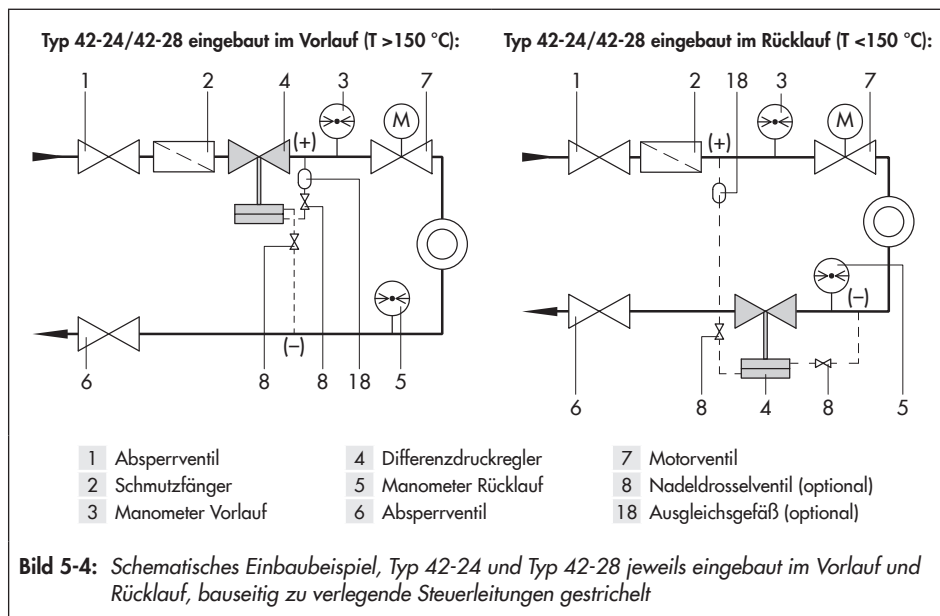 Typ 42-24/42-28 eingebaut im Vorlauf (T >150 °C):
1 2 4 3 7
M
(+)
(–)
6 8 8 18 5
Typ 42-24/42-28 eingebaut im Rücklauf (T <150 °C):
1 2 18 3 7
M
(+)
(–)
6 8 4 8 5
1 Absperrventil
2 Schmutzfänger
3 Manometer Vorlauf
4 Differenzdruckregler
5 Manometer Rücklauf
6 Absperrventil
7 Motorventil
8 Nadeldrosselventil (optional)
18 Ausgleichsgefäß (optional)
Bild 5-4: Schematisches Einbaubeispiel, Typ 42-24 und Typ 42-28 jeweils eingebaut im Vorlauf und
Rücklauf, bauseitig zu verlegende Steuerleitungen gestrichelt